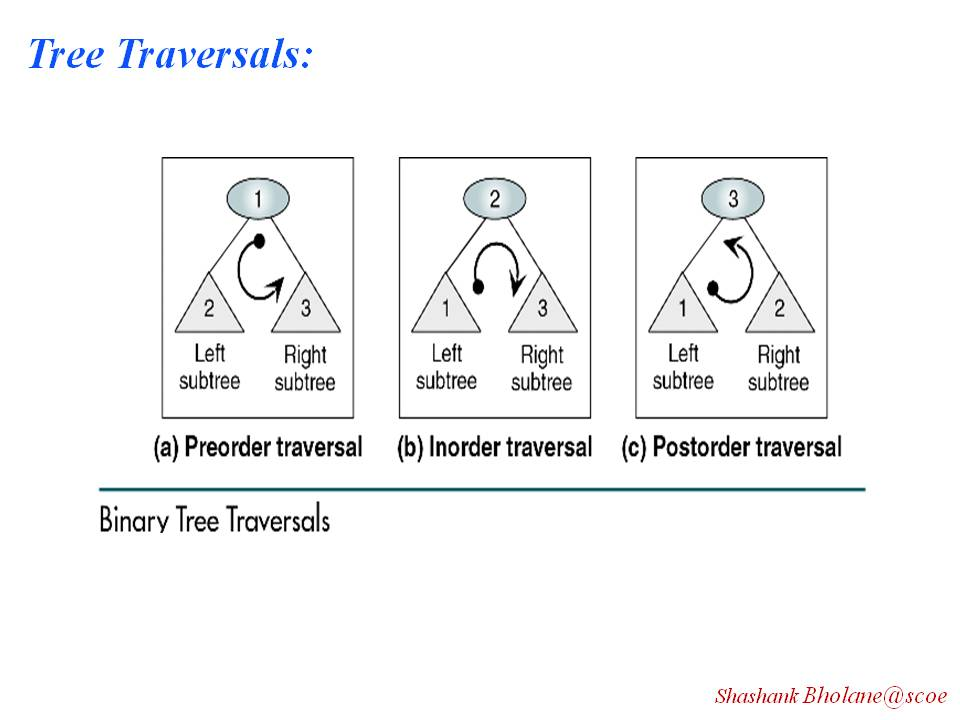 Tree Traversals:
1
2
3
Left
subtree
Right
subtree
(a) Preorder traversal
2
1
3
Left
subtree
Right
subtree
(b) Inorder traversal
3
1
2
Left
subtree
Right
subtree
(c) Postorder traversal
Binary Tree Traversals
Shashank Bholane@scoe